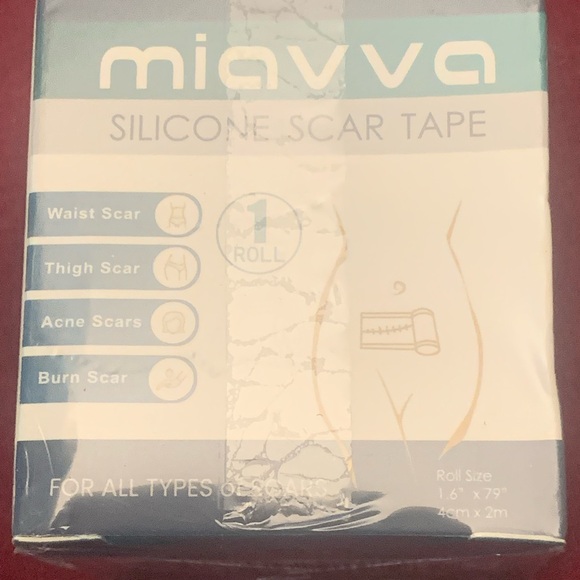 miavva
SILICONE SCAR TAPE
1
ROLL
Waist Scar
Thigh Scar
Acne Scars
Burn Scar
FOR ALL TYPES of SCARS
Roll Size
1.6" x 79"
4cm x 2m